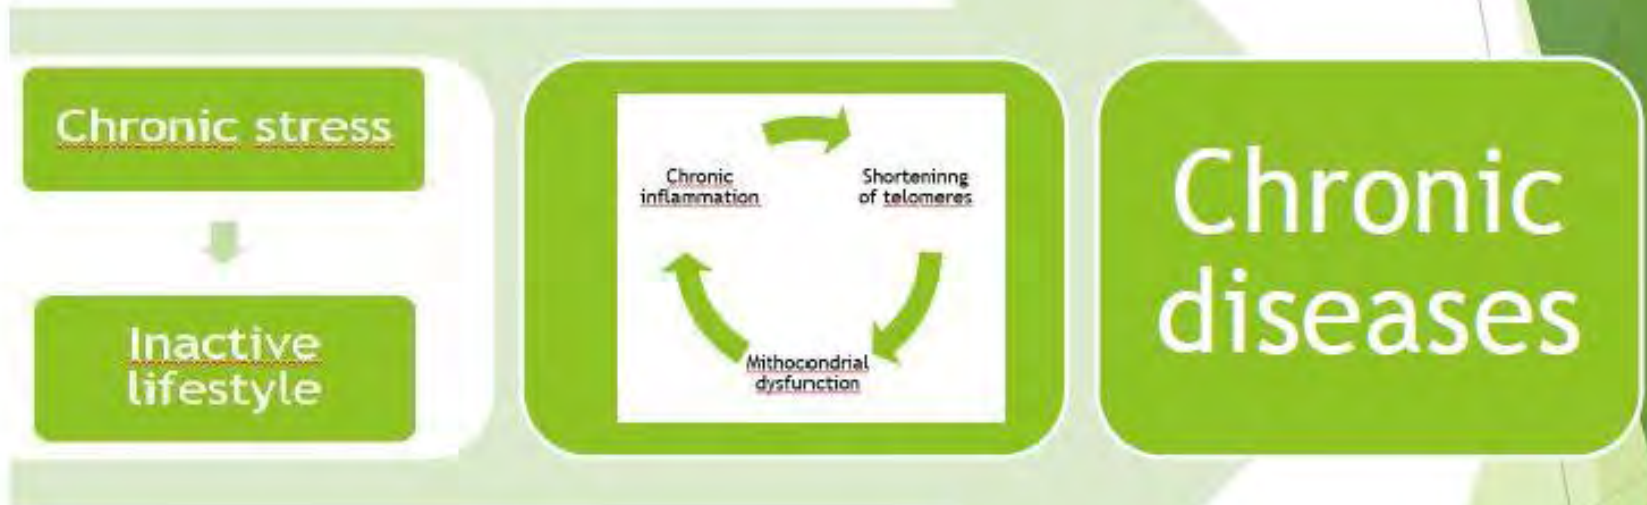 Chronic stress
Inactive
lifestyle
Chronic
inflammation
Shorteninng
of telomeres
Mithocondrial
dysfunction
Chronic
diseases